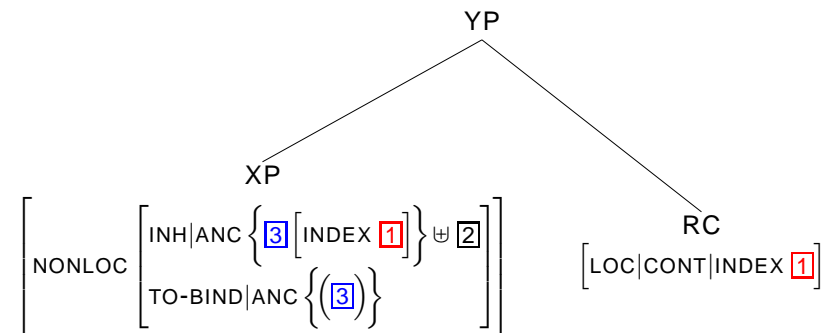 YP
XP
RC
NONLOC
INH|ANC { 3 [INDEX 1] } ⊎ 2
TO-BIND|ANC { (3) }
[LOC|CONT|INDEX 1]